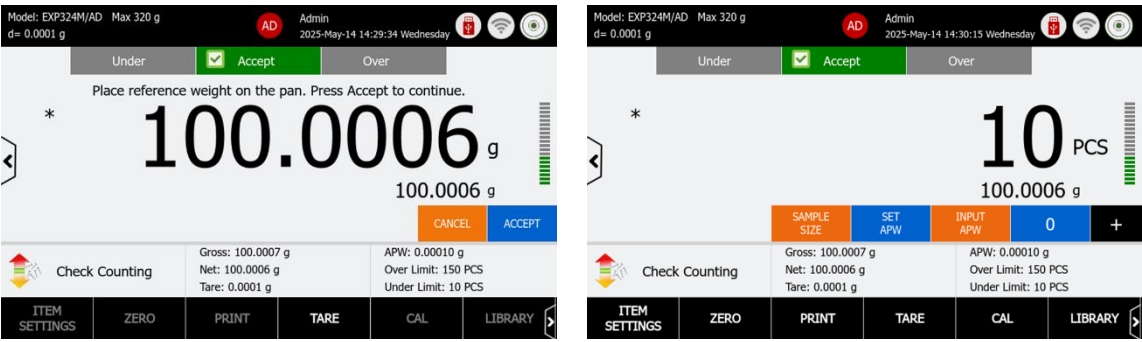 Model: EXP324M/AD Max 320 g
d= 0.0001 g
AD
Admin
2025-May-14 14:29:34 Wednesday
Under
Accept
Over
Place reference weight on the pan. Press Accept to continue.
*
100.0006 g
100.0006 g
CANCEL
ACCEPT
Check Counting
Gross: 100.0007 g
Net: 100.0006 g
Tare: 0.0001 g
APW: 0.00010 g
Over Limit: 150 PCS
Under Limit: 10 PCS
ITEM
SETTINGS
ZERO
PRINT
TARE
CAL
LIBRARY
Model: EXP324M/AD Max 320 g
d= 0.0001 g
AD
Admin
2025-May-14 14:30:15 Wednesday
Under
Accept
Over
*
10 PCS
100.0006 g
SAMPLE
SIZE
SET
APW
INPUT
APW
0
+
Check Counting
Gross: 100.0007 g
Net: 100.0006 g
Tare: 0.0001 g
APW: 0.00010 g
Over Limit: 150 PCS
Under Limit: 10 PCS
ITEM
SETTINGS
ZERO
PRINT
TARE
CAL
LIBRARY